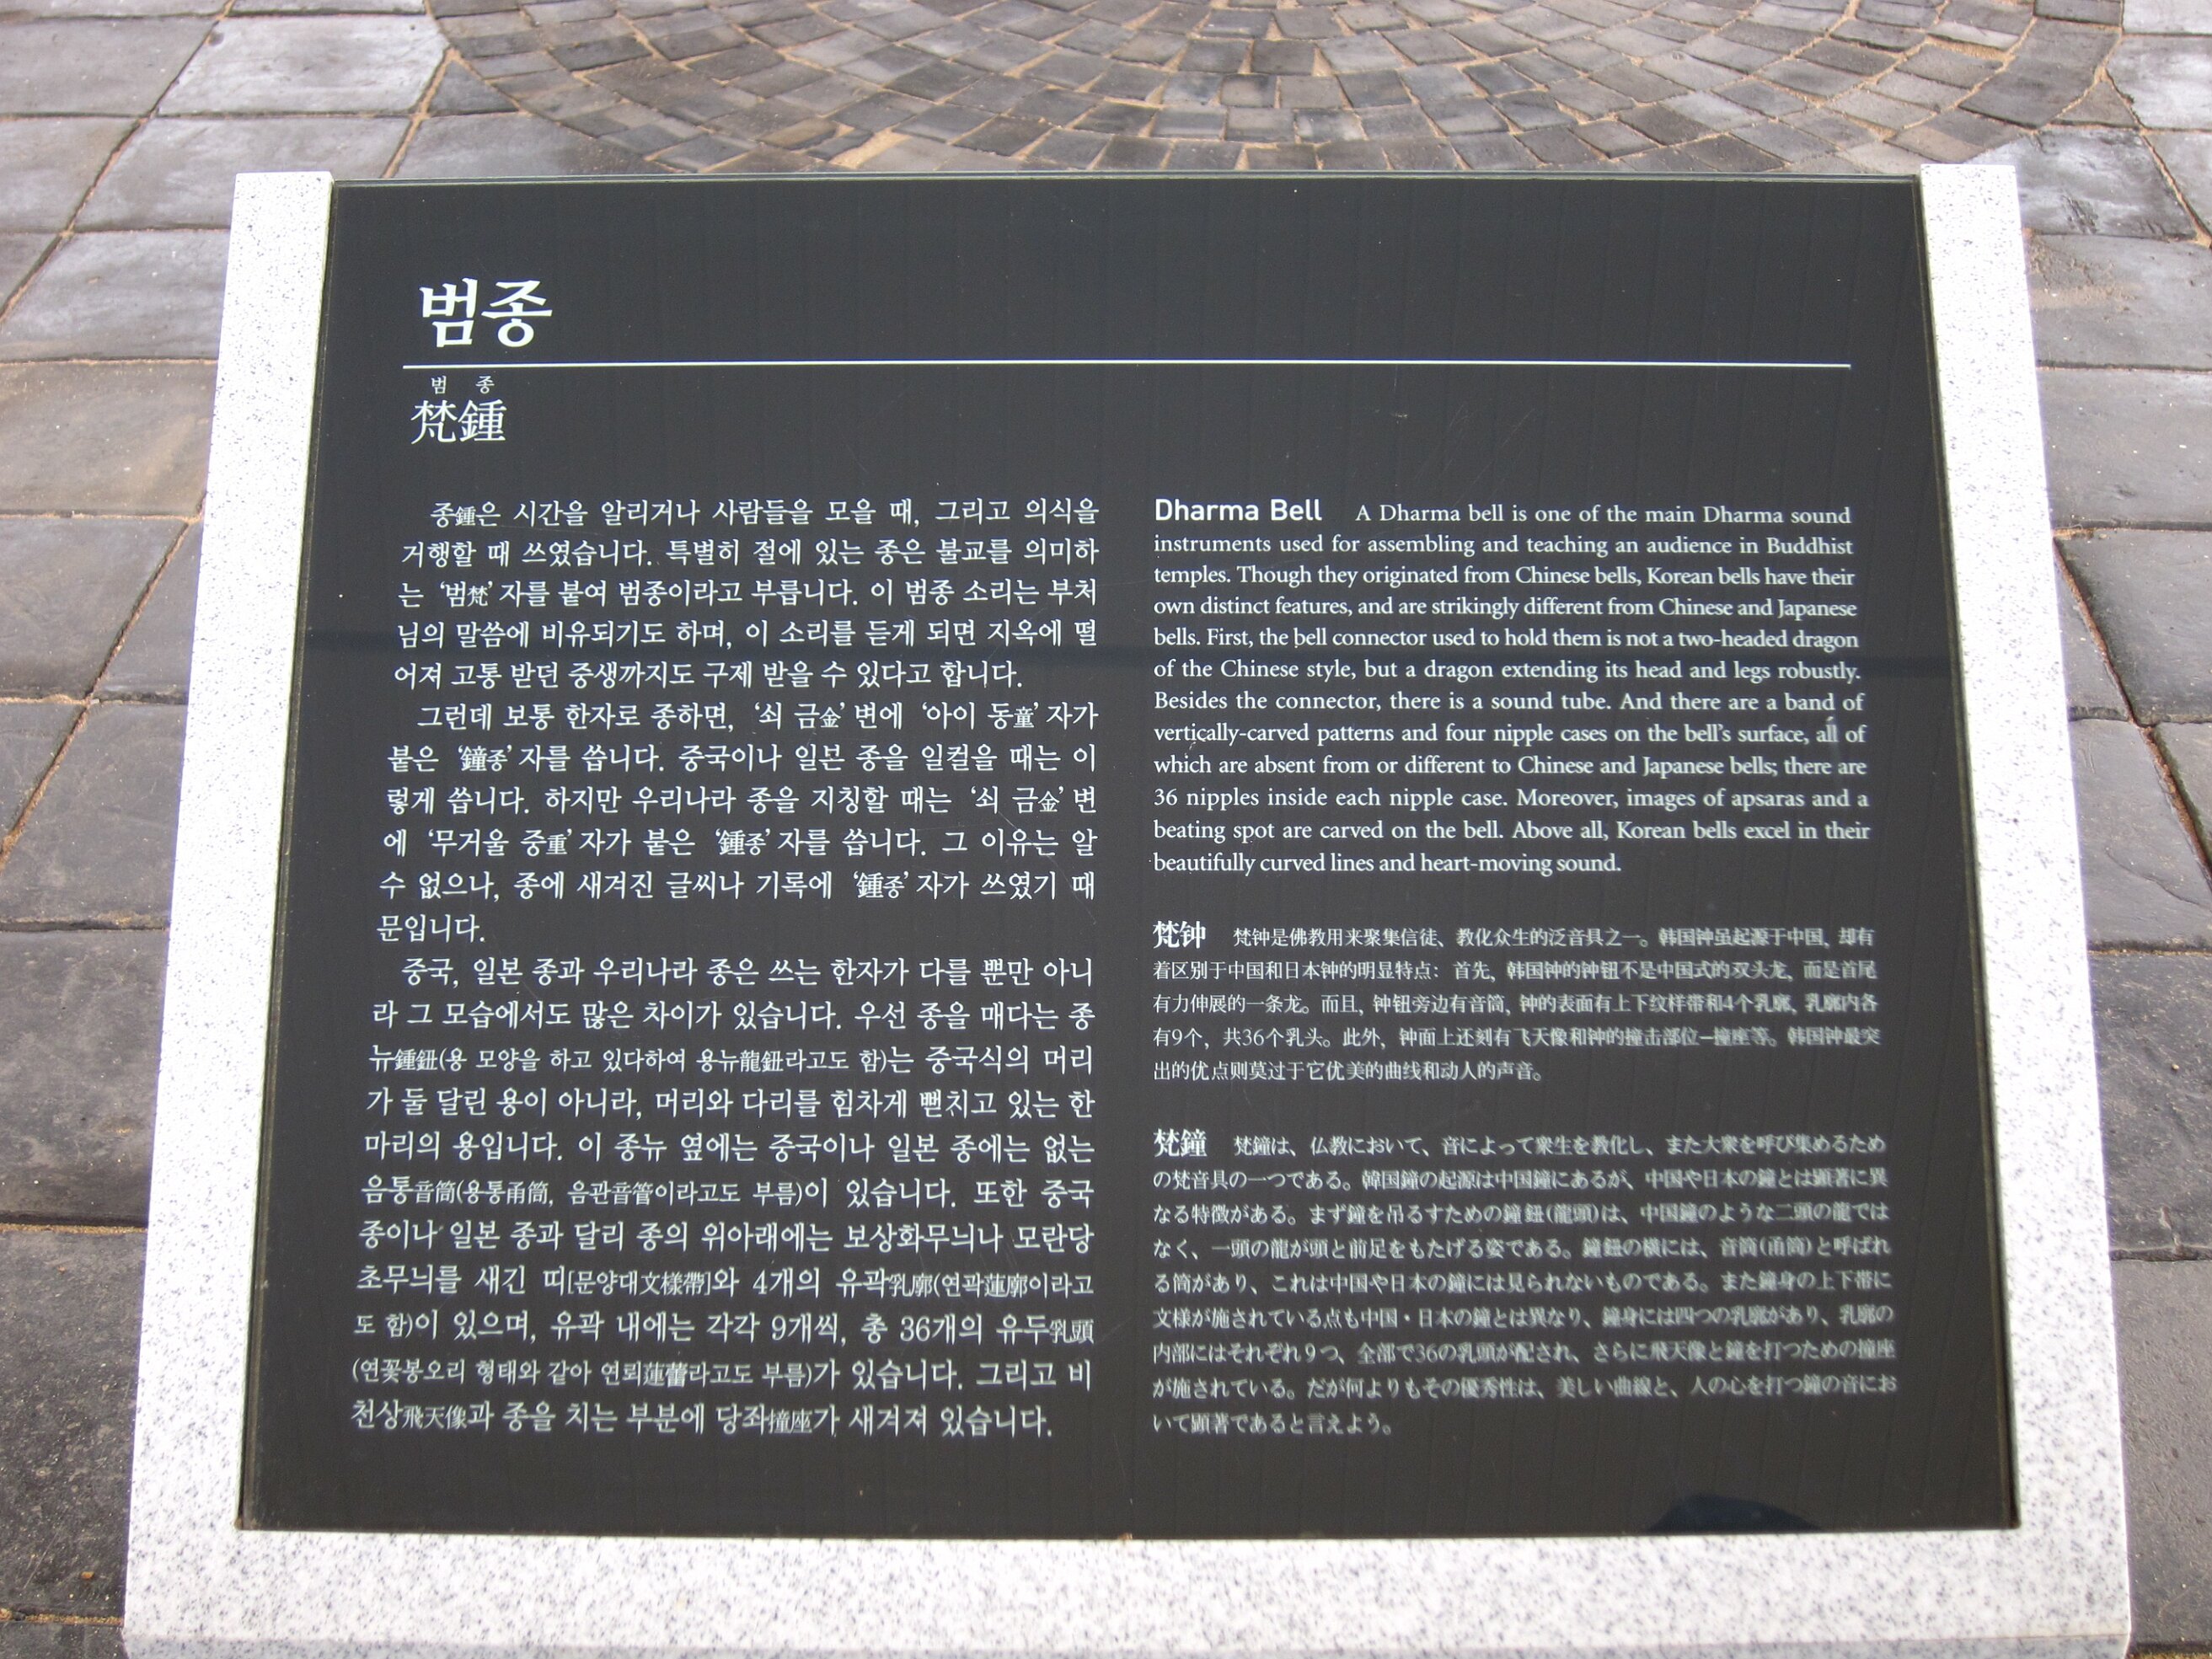 범종
범 종
梵鍾
종鍾은 시간을 알리거나 사람들을 모을 때, 그리고 의식을
거행할 때 쓰였습니다. 특별히 절에 있는 종은 불교를 의미하
는 ‘범梵’ 자를 붙여 범종이라고 부릅니다. 이 범종 소리는 부처
님의 말씀에 비유되기도 하며, 이 소리를 듣게 되면 지옥에 떨
어져 고통 받던 중생까지도 구제 받을 수 있다고 합니다.
그런데 보통 한자로 종하면, ‘쇠 금金’ 변에 ‘아이 동童’ 자가
붙은 ‘鐘종’ 자를 씁니다. 중국이나 일본 종을 일컬을 때는 이
렇게 씁니다. 하지만 우리나라 종을 지칭할 때는 ‘쇠 금金’ 변
에 ‘무거울 중重’ 자가 붙은 ‘鍾종’ 자를 씁니다. 그 이유는 알
수 없으나, 종에 새겨진 글씨나 기록에 ‘鍾종’ 자가 쓰였기 때
문입니다.
중국, 일본 종과 우리나라 종은 쓰는 한자가 다를 뿐만 아니
라 그 모습에서도 많은 차이가 있습니다. 우선 종을 매다는 종
뉴鍾鈕(용 모양을 하고 있다하여 용뉴龍鈕라고도 함)는 중국식의 머리
가 둘 달린 용이 아니라, 머리와 다리를 힘차게 뻗치고 있는 한
마리의 용입니다. 이 종뉴 옆에는 중국이나 일본 종에는 없는
음통音筒(용통甬筒, 음관音管이라고도 부름)이 있습니다. 또한 중국
종이나 일본 종과 달리 종의 위아래에는 보상화무늬나 모란당
초무늬를 새긴 띠[문양대文樣帶]와 4개의 유곽乳廓(연곽蓮廓이라고
도 함)이 있으며, 유곽 내에는 각각 9개씩, 총 36개의 유두乳頭
(연꽃봉오리 형태와 같아 연뢰蓮蕾라고도 부름)가 있습니다. 그리고 비
천상飛天像과 종을 치는 부분에 당좌撞座가 새겨져 있습니다.
Dharma Bell A Dharma bell is one of the main Dharma sound
instruments used for assembling and teaching an audience in Buddhist
temples. Though they originated from Chinese bells, Korean bells have their
own distinct features, and are strikingly different from Chinese and Japanese
bells. First, the bell connector used to hold them is not a two-headed dragon
of the Chinese style, but a dragon extending its head and legs robustly.
Besides the connector, there is a sound tube. And there are a band of
vertically-carved patterns and four nipple cases on the bell’s surface, all of
which are absent from or different to Chinese and Japanese bells; there are
36 nipples inside each nipple case. Moreover, images of apsaras and a
beating spot are carved on the bell. Above all, Korean bells excel in their
beautifully curved lines and heart-moving sound.
梵钟 梵钟是佛教用来聚集信徒、教化众生的泛音具之一。韩国钟虽起源于中国，却有
着区别于中国和日本钟的明显特点：首先，韩国钟的钟钮不是中国式的双头龙，而是首尾
有力伸展的一条龙。而且，钟钮旁边有音筒，钟的表面有上下纹样带和4个乳廓，乳廓内各
有9个，共36个乳头。此外，钟面上还刻有飞天像和钟的撞击部位—撞座等。韩国钟最突
出的优点则莫过于它优美的曲线和动人的声音。
梵鐘 梵鐘は、仏教において、音によって衆生を教化し、また大衆を呼び集めるため
の梵音具の一つである。韓国鐘の起源は中国鐘にあるが、中国や日本の鐘とは顕著に異
なる特徴がある。まず鐘を吊るすための鐘鈕(龍頭)は、中国鐘のような二頭の龍では
なく、一頭の龍が頭と前足をもたげる姿である。鐘鈕の横には、音筒(甬筒)と呼ばれ
る筒があり、これは中国や日本の鐘には見られないものである。また鐘身の上下帯に
文様が施されている点も中国・日本の鐘とは異なり、鐘身には四つの乳廓があり、乳廓の
内部にはそれぞれ９つ、全部で36の乳頭が配され、さらに飛天像と鐘を打つための撞座
が施されている。だが何よりもその優秀性は、美しい曲線と、人の心を打つ鐘の音にお
いて顕著であると言えよう。